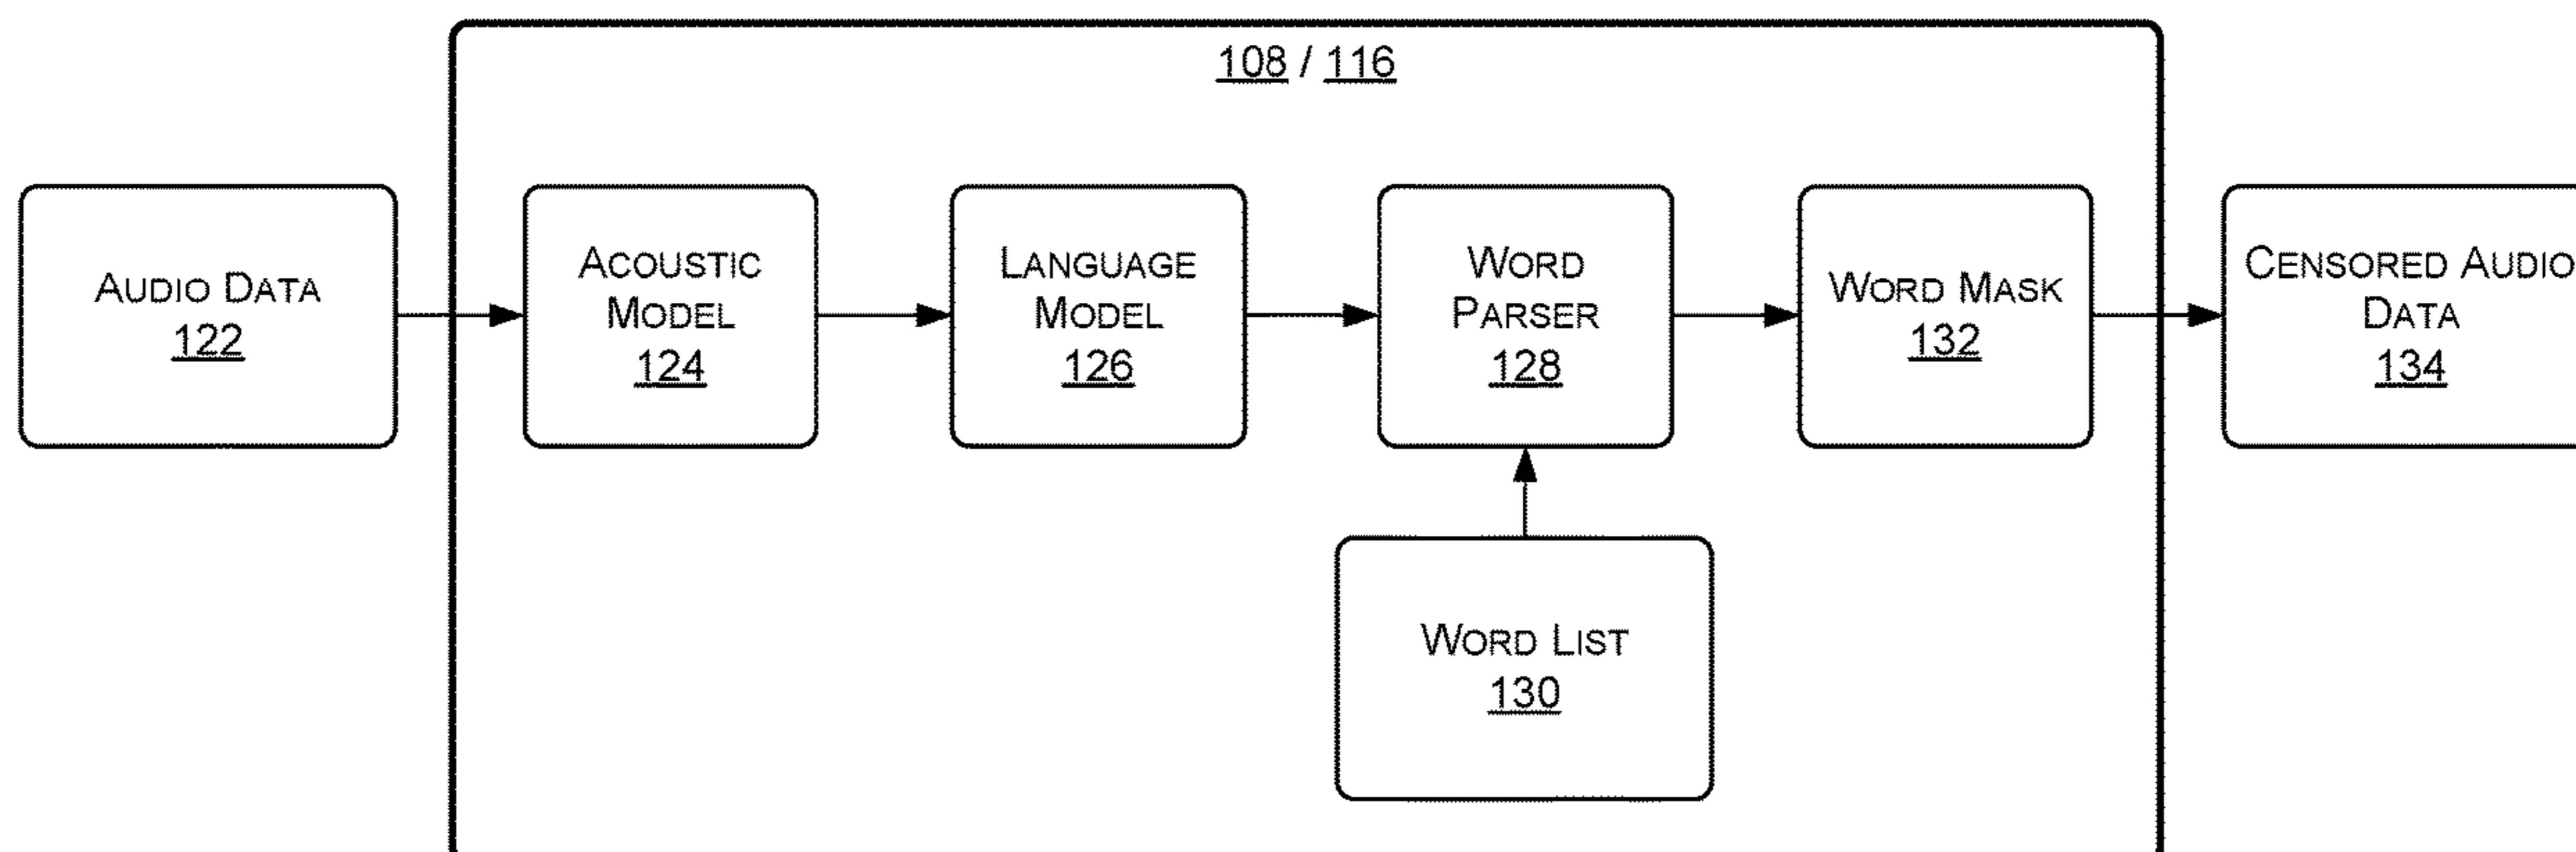 108 / 116
AUDIO DATA
122
ACOUSTIC
MODEL
124
LANGUAGE
MODEL
126
WORD
PARSER
128
WORD MASK
132
CENSORED AUDIO
DATA
134
WORD LIST
130